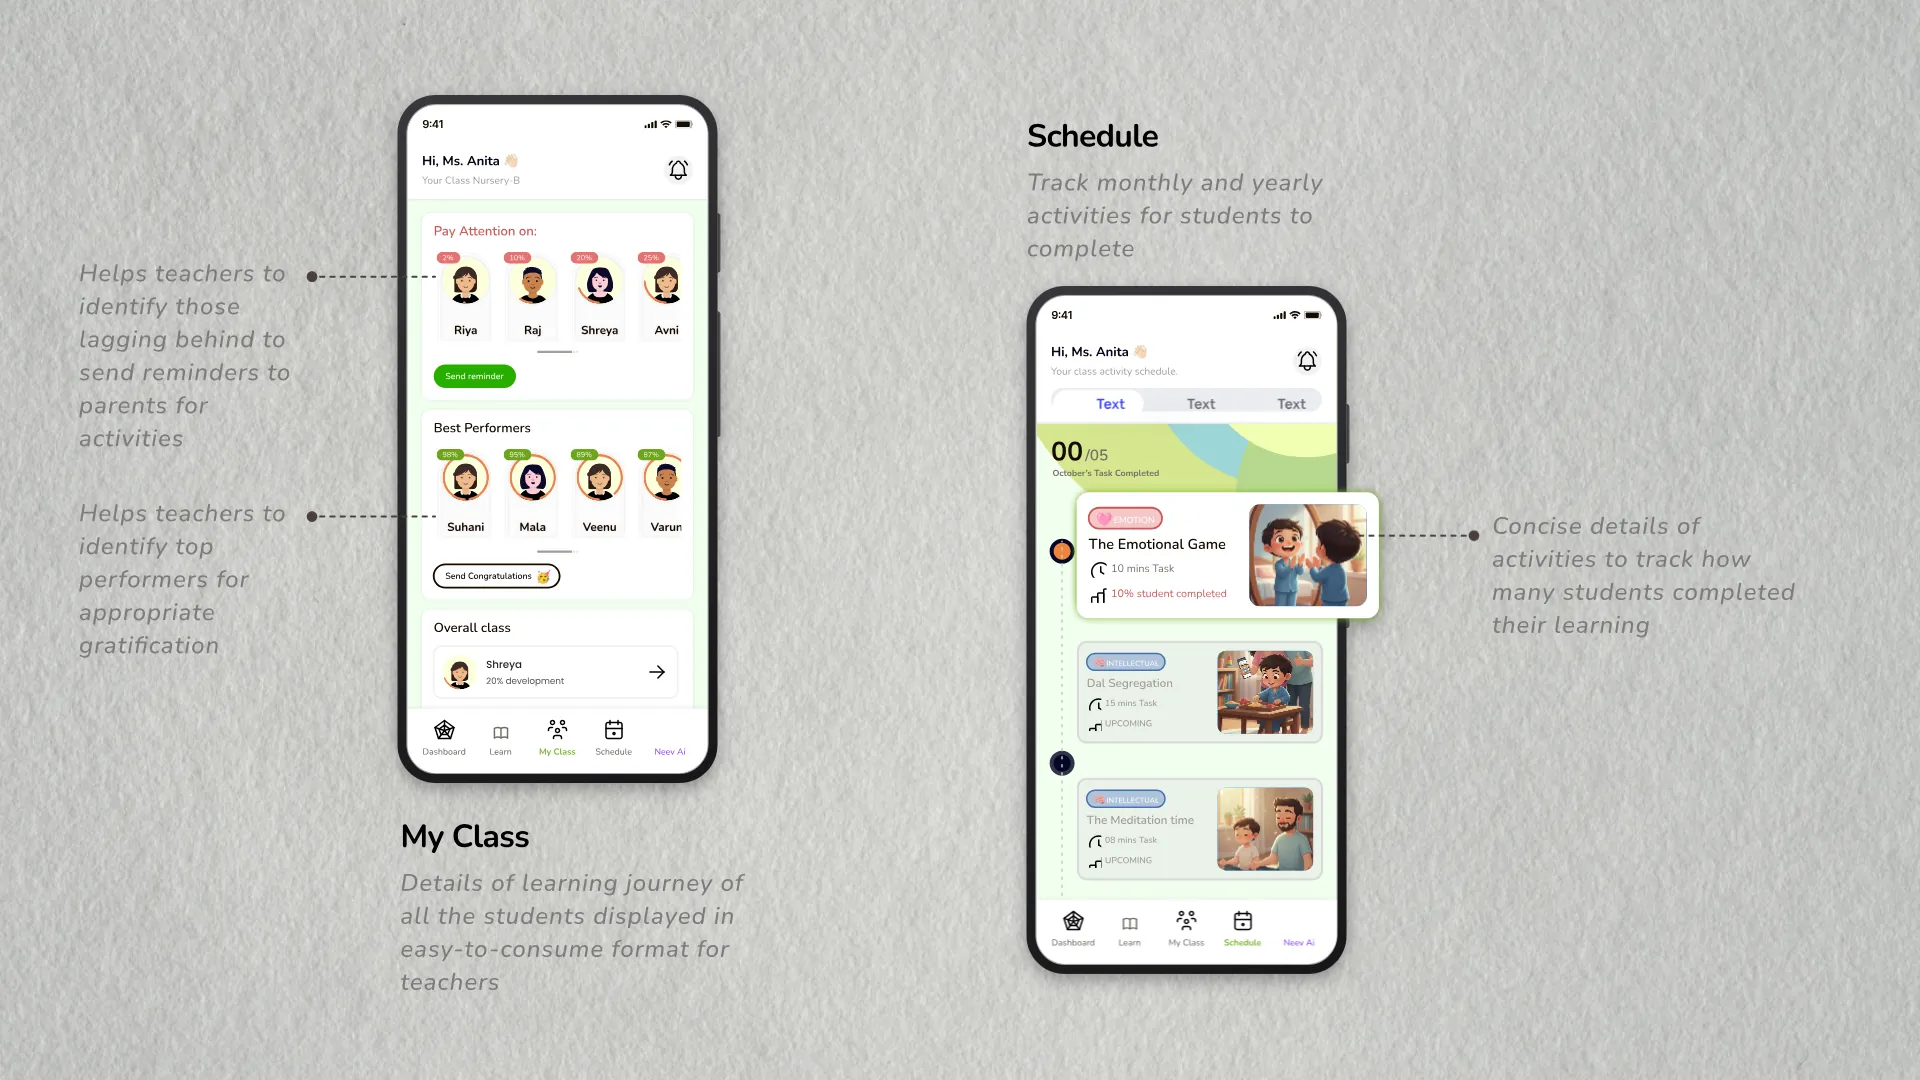 Helps teachers to
identify those
lagging behind to
send reminders to
parents for
activities
Helps teachers to
identify top
performers for
appropriate
gratification
9:41
Hi, Ms. Anita 👋🏻
Your Class Nursery-B
Pay Attention on:
2% 10% 20% 25%
Riya Raj Shreya Avni
Send reminder
Best Performers
98% 95% 89% 87%
Suhani Mala Veenu Varun
Send Congratulations 🥳
Overall class
Shreya
20% development
Dashboard Learn My Class Schedule Neev Ai
My Class
Details of learning journey of
all the students displayed in
easy-to-consume format for
teachers
Schedule
Track monthly and yearly
activities for students to
complete
9:41
Hi, Ms. Anita 👋🏻
Your class activity schedule.
Text Text Text
00/05
October's Task Completed
EMOTION
The Emotional Game
10 mins Task
10% student completed
INTELLECTUAL
Dal Segregation
15 mins Task
UPCOMING
INTELLECTUAL
The Meditation time
08 mins Task
UPCOMING
Dashboard Learn My Class Schedule Neev Ai
Concise details of
activities to track how
many students completed
their learning